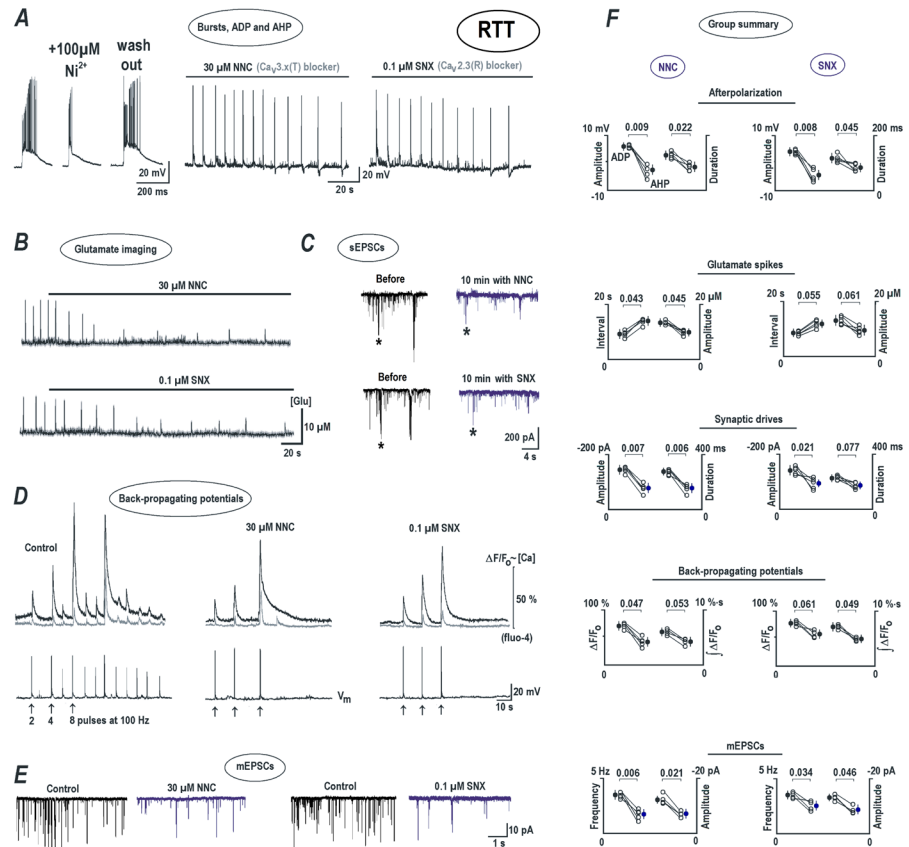 A
Bursts, ADP and AHP
RTT
+100µM
Ni2+
wash
out
30 µM NNC (CaV3.x(T) blocker)
0.1 µM SNX (CaV2.3(R) blocker)
20 mV
200 ms
20 mV
20 s
B
Glutamate imaging
30 µM NNC
0.1 µM SNX
[Glu]
10 µM
20 s
C
sEPSCs
Before
10 min with NNC
*
*
Before
10 min with SNX
*
*
200 pA
4 s
D
Back-propagating potentials
Control
30 µM NNC
0.1 µM SNX
ΔF/Fo~[Ca]
50 %
(fluo-4)
Vm
20 mV
10 s
2 4 8 pulses at 100 Hz
E
mEPSCs
Control
30 µM NNC
Control
0.1 µM SNX
10 pA
1 s
F
Group summary
NNC
SNX
Afterpolarization
10 mV 0.009 0.022
Amplitude
ADP
AHP
-10
Duration
10 mV 0.008 0.045 200 ms
Amplitude
-10
Duration
0
Glutamate spikes
20 s 0.043 0.045 20 µM
Interval
Amplitude
0
20 s 0.055 0.061 20 µM
Interval
Amplitude
0
Synaptic drives
-200 pA 0.007 0.006 400 ms
Amplitude
Duration
0 0
-200 pA 0.021 0.077 400 ms
Amplitude
Duration
0 0
Back-propagating potentials
100 % 0.047 0.053 10 %·s
ΔF/Fo
∫ΔF/Fo
0 0
100 % 0.061 0.049 10 %·s
ΔF/Fo
∫ΔF/Fo
0 0
mEPSCs
5 Hz 0.006 0.021 -20 pA
Frequency
Amplitude
0 0
5 Hz 0.034 0.046 -20 pA
Frequency
Amplitude
0 0